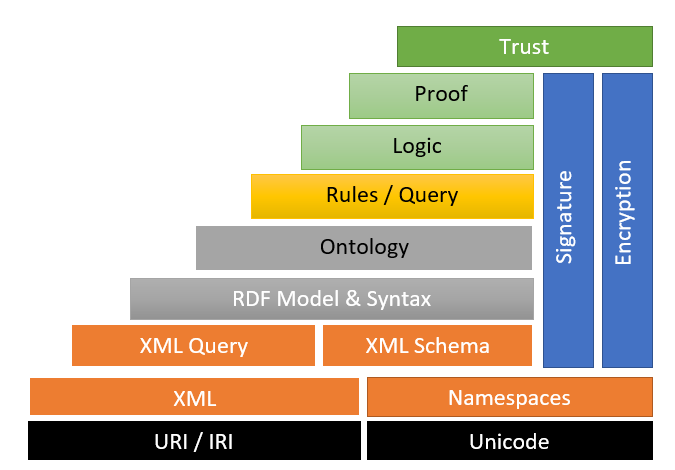 Trust
Proof
Logic
Rules / Query
Ontology
RDF Model & Syntax
XML Query
XML Schema
Signature
Encryption
XML
Namespaces
URI / IRI
Unicode